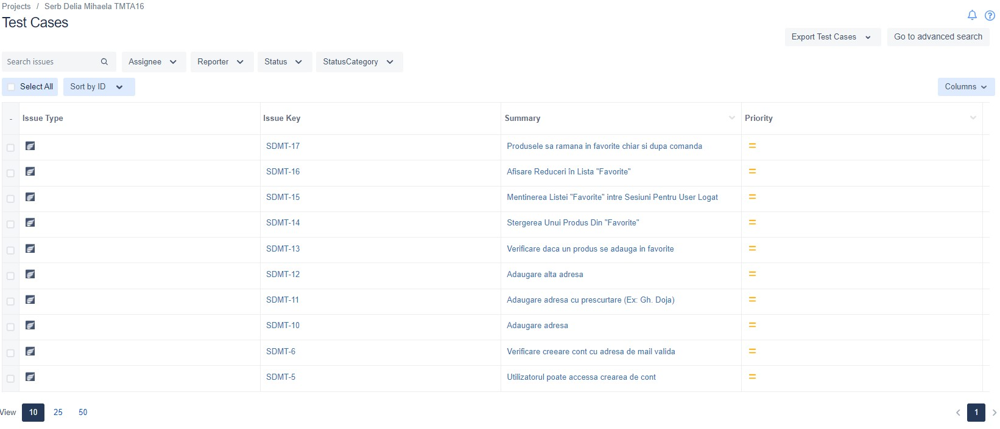 Projects / Serb Delia Mihaela TMTA16
Test Cases
Export Test Cases Go to advanced search
Search issues Assignee Reporter Status StatusCategory
Select All Sort by ID Columns
- Issue Type Issue Key Summary Priority
SDMT-17 Produsele sa ramana in favorite chiar si dupa comanda
SDMT-16 Afisare Reduceri în Lista "Favorite"
SDMT-15 Mentinerea Listei "Favorite" intre Sesiuni Pentru User Logat
SDMT-14 Stergerea Unui Produs Din "Favorite"
SDMT-13 Verificare daca un produs se adauga in favorite
SDMT-12 Adaugare alta adresa
SDMT-11 Adaugare adresa cu prescurtare (Ex: Gh. Doja)
SDMT-10 Adaugare adresa
SDMT-6 Verificare creeare cont cu adresa de mail valida
SDMT-5 Utilizatorul poate accessa crearea de cont
View 10 25 50 1